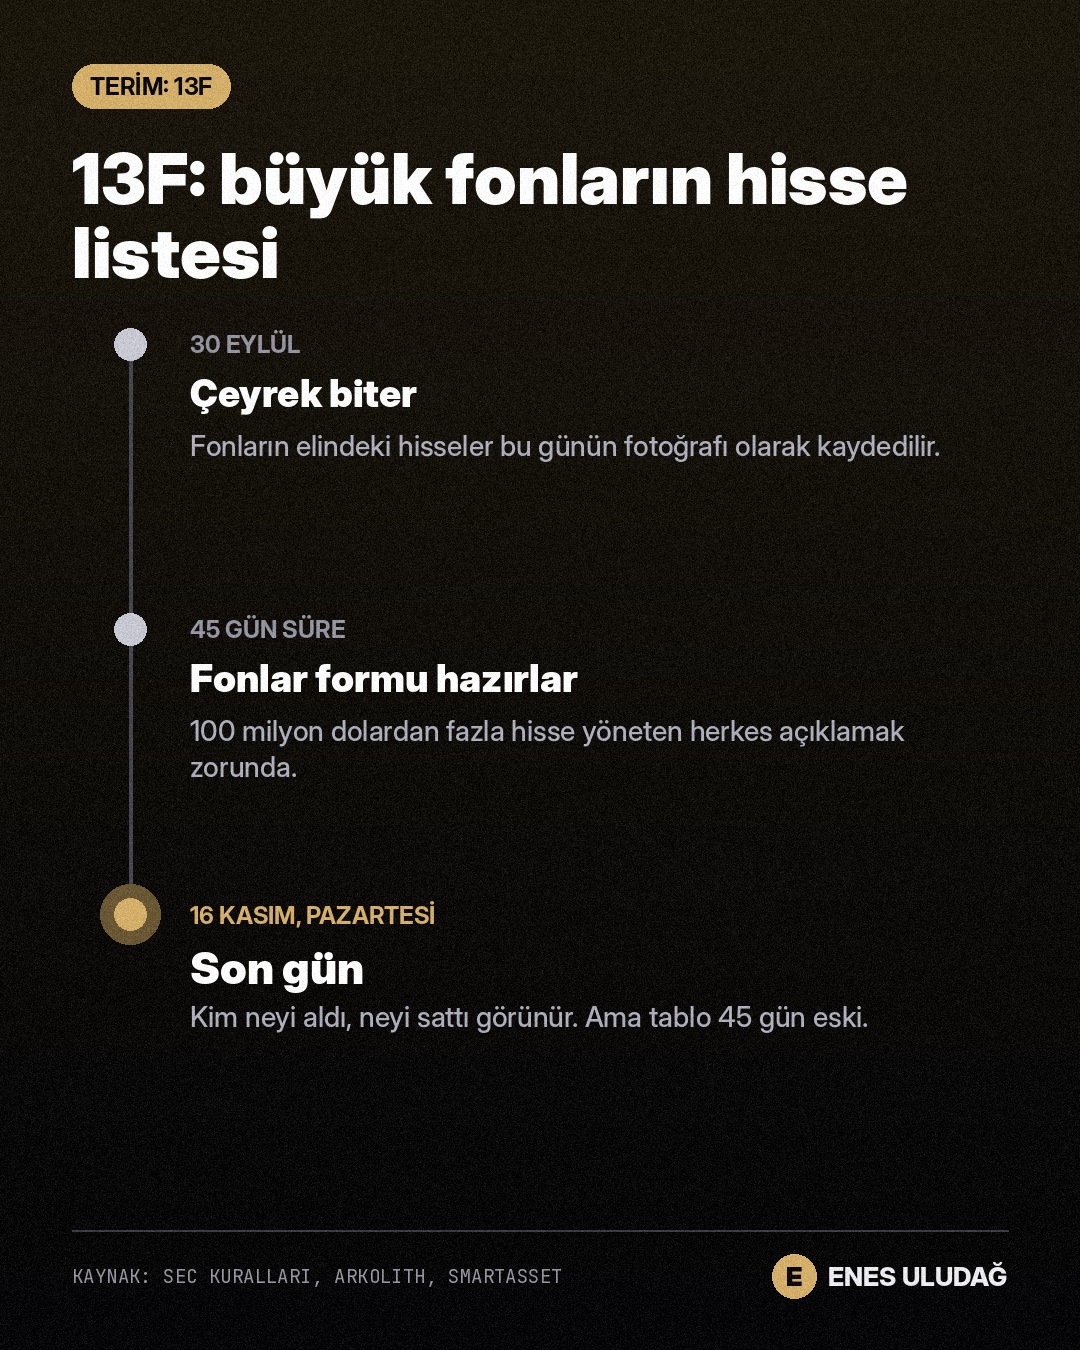 TERİM: 13F
13F: büyük fonların hisse
listesi
30 EYLÜL
Çeyrek biter
Fonların elindeki hisseler bu günün fotoğrafı olarak kaydedilir.
45 GÜN SÜRE
Fonlar formu hazırlar
100 milyon dolardan fazla hisse yöneten herkes açıklamak
zorunda.
16 KASIM, PAZARTESİ
Son gün
Kim neyi aldı, neyi sattı görünür. Ama tablo 45 gün eski.
KAYNAK: SEC KURALLARI, ARKOLITH, SMARTASSET
E ENES ULUDAĞ